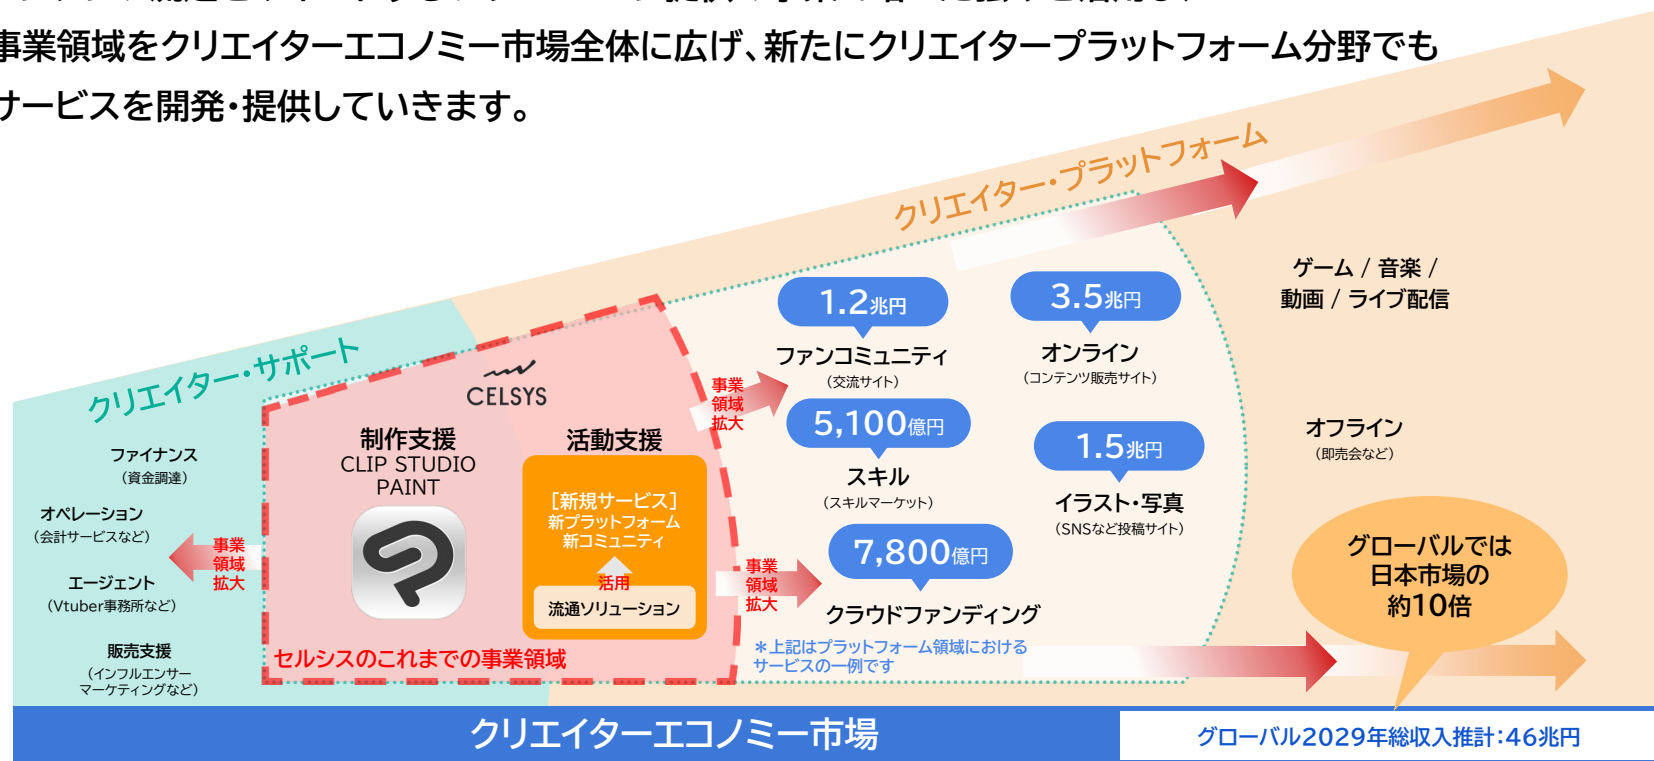 事業領域をクリエイターエコノミー市場全体に広げ、新たにクリエイタープラットフォーム分野でも
サービスを開発・提供していきます。
クリエイター・プラットフォーム
クリエイター・サポート
ファイナンス
（資金調達）
オペレーション
（会計サービスなど）
エージェント
（Vtuber事務所など）
販売支援
（インフルエンサー
マーケティングなど）
事業
領域
拡大
CELSYS
制作支援
CLIP STUDIO
PAINT
活動支援
［新規サービス］
新プラットフォーム
新コミュニティ
活用
流通ソリューション
セルシスのこれまでの事業領域
事業
領域
拡大
事業
領域
拡大
1.2兆円
ファンコミュニティ
（交流サイト）
5,100億円
スキル
（スキルマーケット）
7,800億円
クラウドファンディング
3.5兆円
オンライン
（コンテンツ販売サイト）
1.5兆円
イラスト・写真
（SNSなど投稿サイト）
＊上記はプラットフォーム領域における
サービスの一例です
ゲーム / 音楽 /
動画 / ライブ配信
オフライン
（即売会など）
グローバルでは
日本市場の
約10倍
クリエイターエコノミー市場
グローバル2029年総収入推計：46兆円